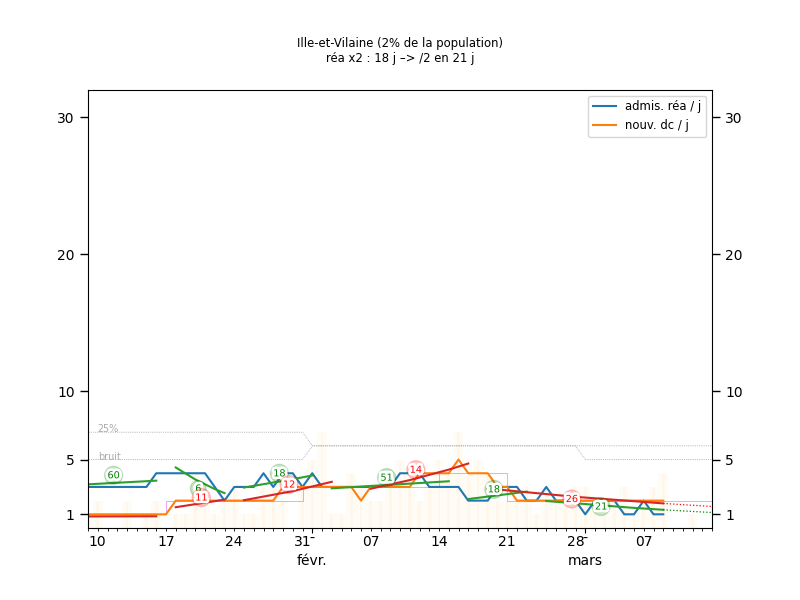 Ille-et-Vilaine (2% de la population)
réa x2 : 18 j –> /2 en 21 j
admis. réa / j
nouv. dc / j
30 30
20 20
10 10
25%
bruit
5 5
60 6 11 18 12 51 14 18 26 21
1 1
10 17 24 31 07 14 21 28 07
févr. mars